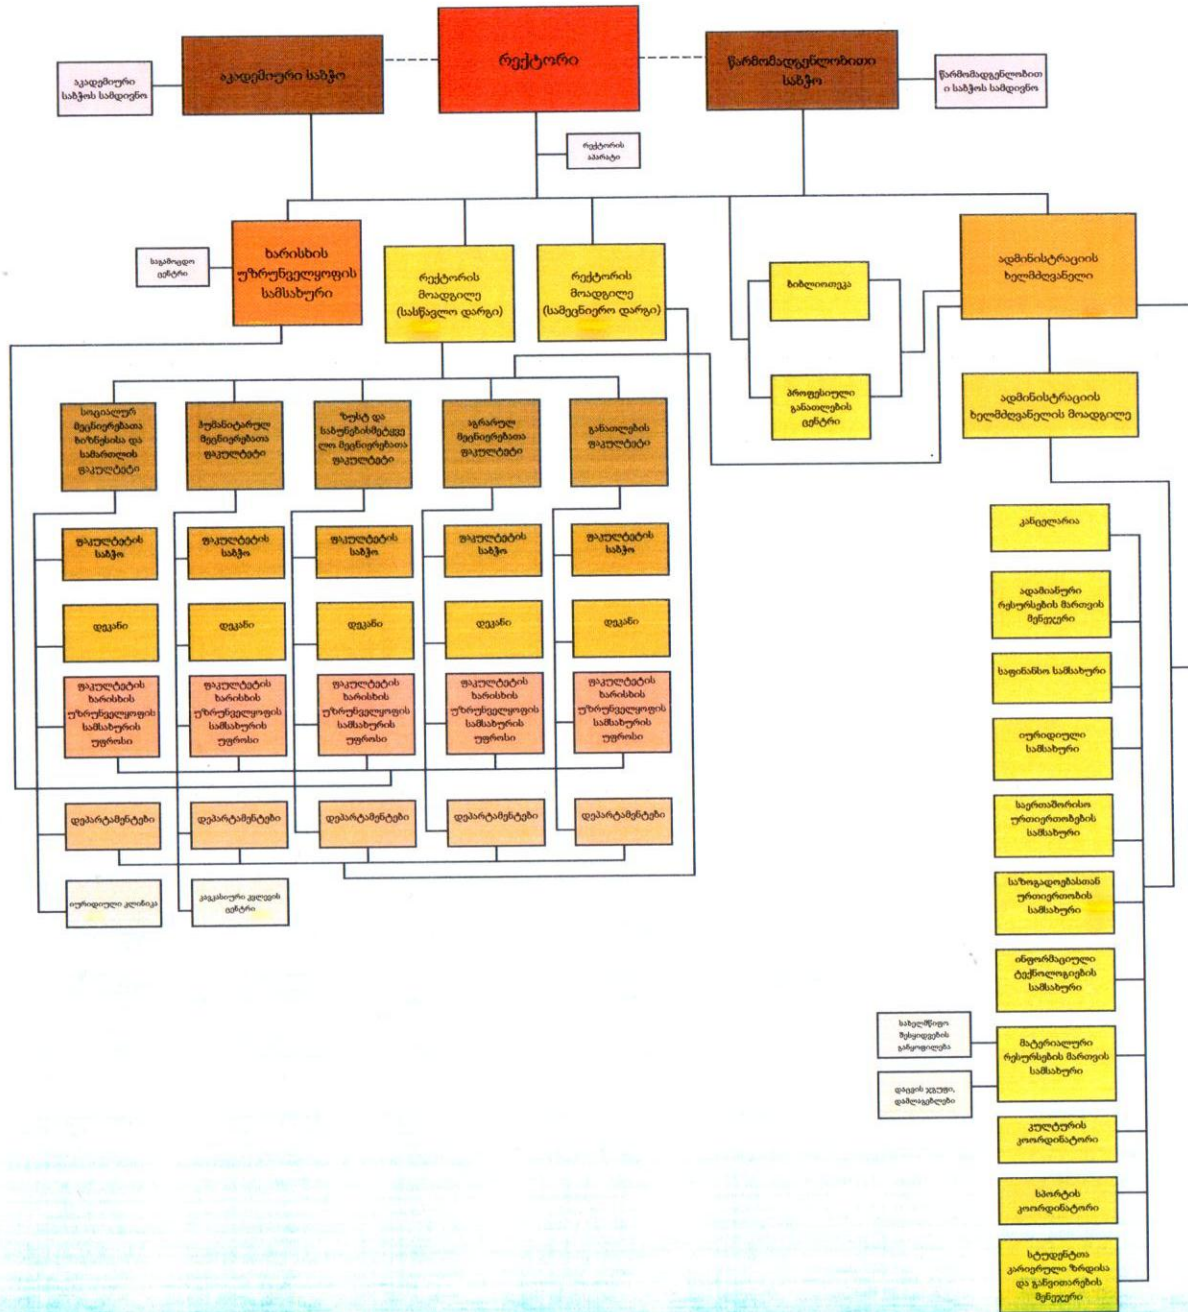 აკადემიური
საბჭოს სამდივნო
აკადემიური საბჭო
რექტორი
წარმომადგენლობითი
საბჭო
წარმომადგენლობით
ი საბჭოს სამდივნო
რექტორის
აპარატი
საგამოცდო
ცენტრი
ხარისხის
უზრუნველყოფის
სამსახური
რექტორის
მოადგილე
(სასწავლო დარგი)
რექტორის
მოადგილე
(სამეცნიერო დარგი)
ბიბლიოთეკა
პროფესიული
განათლების
ცენტრი
ადმინისტრაციის
ხელმძღვანელი
ადმინისტრაციის
ხელმძღვანელის მოადგილე
სოციალურ
მეცნიერებათა
ბიზნესისა და
სამართლის
ფაკულტეტი
ჰუმანიტარულ
მეცნიერებათა
ფაკულტეტი
ზუსტ და
საბუნებისმეტყვე
ლო მეცნიერებათა
ფაკულტეტი
აგრარულ
მეცნიერებათა
ფაკულტეტი
განათლების
ფაკულტეტი
ფაკულტეტის
საბჭო
ფაკულტეტის
საბჭო
ფაკულტეტის
საბჭო
ფაკულტეტის
საბჭო
ფაკულტეტის
საბჭო
დეკანი
დეკანი
დეკანი
დეკანი
დეკანი
ფაკულტეტის
ხარისხის
უზრუნველყოფის
სამსახურის
უფროსი
ფაკულტეტის
ხარისხის
უზრუნველყოფის
სამსახურის
უფროსი
ფაკულტეტის
ხარისხის
უზრუნველყოფის
სამსახურის
უფროსი
ფაკულტეტის
ხარისხის
უზრუნველყოფის
სამსახურის
უფროსი
ფაკულტეტის
ხარისხის
უზრუნველყოფის
სამსახურის
უფროსი
დეპარტამენტები
დეპარტამენტები
დეპარტამენტები
დეპარტამენტები
დეპარტამენტები
იურიდიული კლინიკა
კავკასიური კვლევის
ცენტრი
კანცელარია
ადამიანური
რესურსების მართვის
მენეჯერი
საფინანსო სამსახური
იურიდიული
სამსახური
საერთაშორისო
ურთიერთობების
სამსახური
საზოგადოებასთან
ურთიერთობის
სამსახური
ინფორმაციული
ტექნოლოგიების
სამსახური
სახელმწიფო
შესყიდვების
განყოფილება
დაცვის ჯგუფი,
დამლაგებლები
მატერიალური
რესურსების მართვის
სამსახური
კულტურის
კოორდინატორი
სპორტის
კოორდინატორი
სტუდენტთა
კარიერული ზრდისა
და განვითარების
მენეჯერი